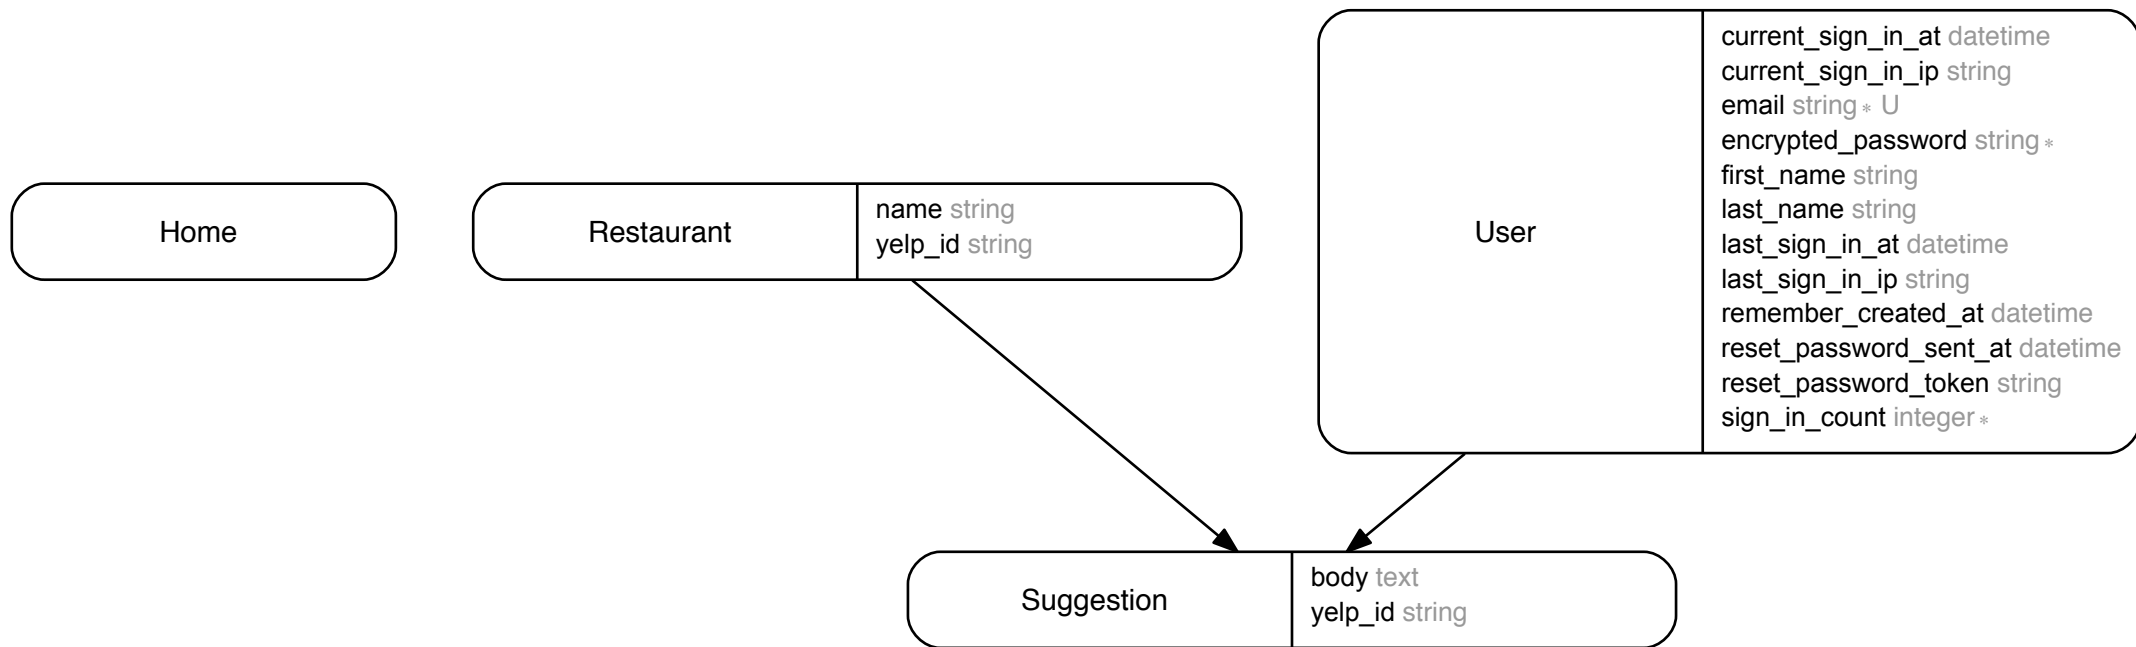 Home
Restaurant
name string
yelp_id string
User
current_sign_in_at datetime
current_sign_in_ip string
email string* U
encrypted_password string*
first_name string
last_name string
last_sign_in_at datetime
last_sign_in_ip string
remember_created_at datetime
reset_password_sent_at datetime
reset_password_token string
sign_in_count integer*
Suggestion
body text
yelp_id string